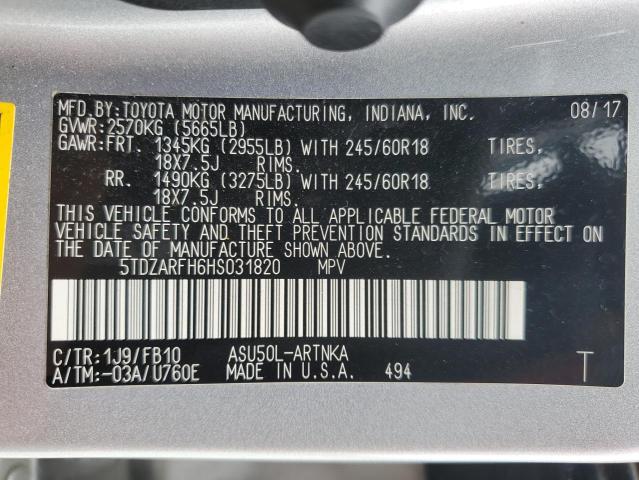 MFD.BY:TOYOTA MOTOR MANUFACTURING, INDIANA, INC. 08/17
GVWR:2570KG (5665LB)
GAWR:FRT. 1345KG (2955LB) WITH 245/60R18 TIRES,
18X7.5J RIMS.
RR. 1490KG (3275LB) WITH 245/60R18 TIRES,
18X7.5J RIMS.
THIS VEHICLE CONFORMS TO ALL APPLICABLE FEDERAL MOTOR
VEHICLE SAFETY AND THEFT PREVENTION STANDARDS IN EFFECT ON
THE DATE OF MANUFACTURE SHOWN ABOVE.
5TDZARFH6HS031820 MPV
C/TR:1J9/FB10 ASU50L-ARTNKA
A/TM:-03A/U760E MADE IN U.S.A. 494 T